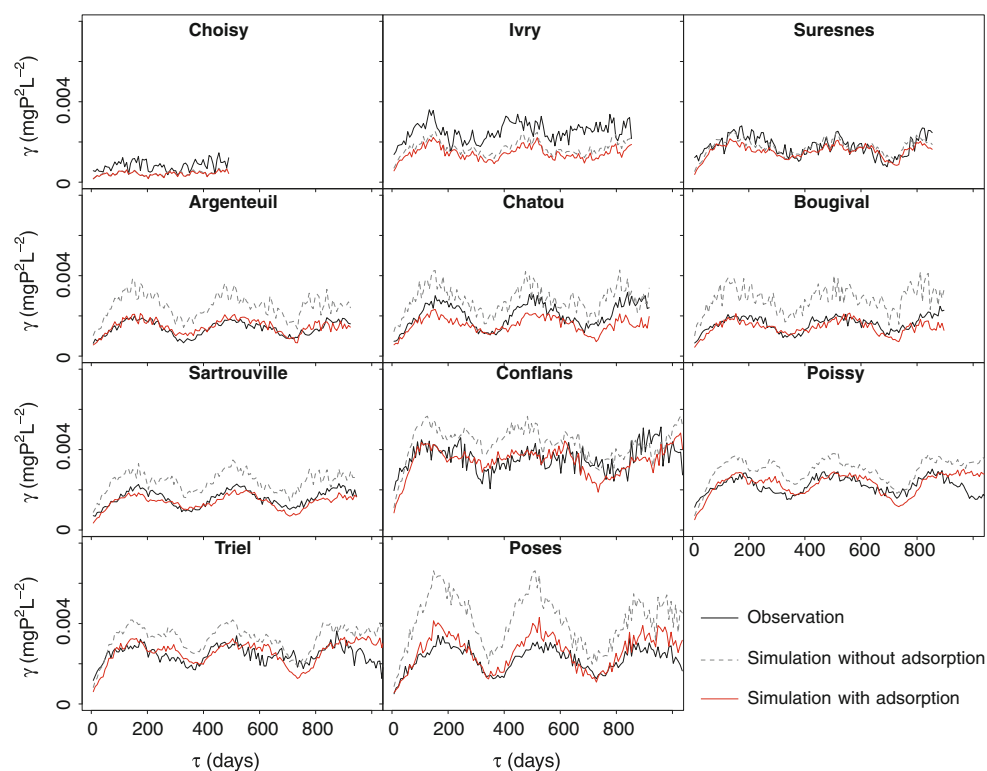 Choisy
Ivry
Suresnes
γ (mgP²L⁻²)
0.004
0
Argenteuil
Chatou
Bougival
γ (mgP²L⁻²)
0.004
0
Sartrouville
Conflans
Poissy
γ (mgP²L⁻²)
0.004
0
0 200 400 600 800
Triel
Poses
γ (mgP²L⁻²)
0.004
0
Observation
Simulation without adsorption
Simulation with adsorption
0 200 400 600 800
0 200 400 600 800
τ (days)
τ (days)